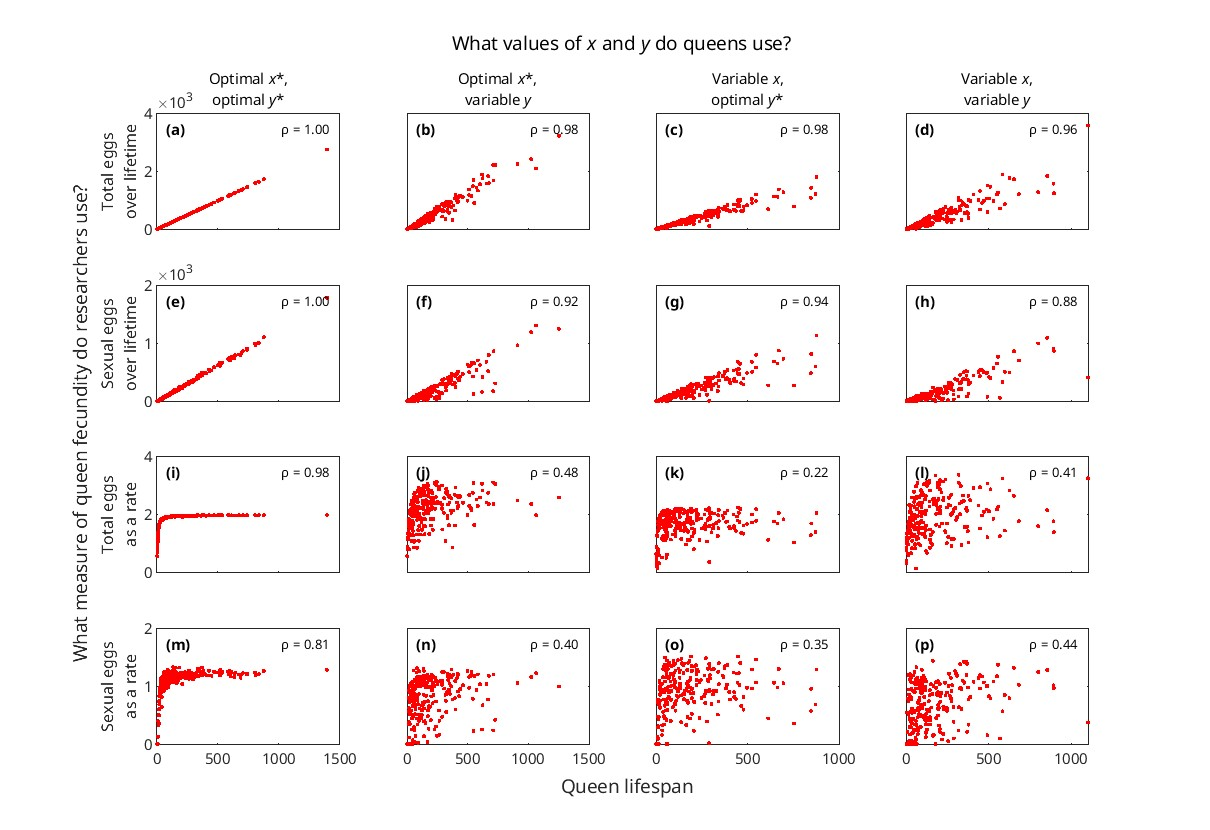 What values of x and y do queens use?
Optimal x*,
optimal y*
Optimal x*,
variable y
Variable x,
optimal y*
Variable x,
variable y
What measure of queen fecundity do researchers use?
Total eggs
over lifetime
×10³
4
2
0
(a) ρ = 1.00
(b) ρ = 0.98
(c) ρ = 0.98
(d) ρ = 0.96
Sexual eggs
over lifetime
×10³
2
1
0
(e) ρ = 1.00
(f) ρ = 0.92
(g) ρ = 0.94
(h) ρ = 0.88
Total eggs
as a rate
4
2
0
(i) ρ = 0.98
(j) ρ = 0.48
(k) ρ = 0.22
(l) ρ = 0.41
Sexual eggs
as a rate
2
1
0
(m) ρ = 0.81
(n) ρ = 0.40
(o) ρ = 0.35
(p) ρ = 0.44
0 500 1000 1500
0 500 1000 1500
0 500 1000
0 500 1000
Queen lifespan